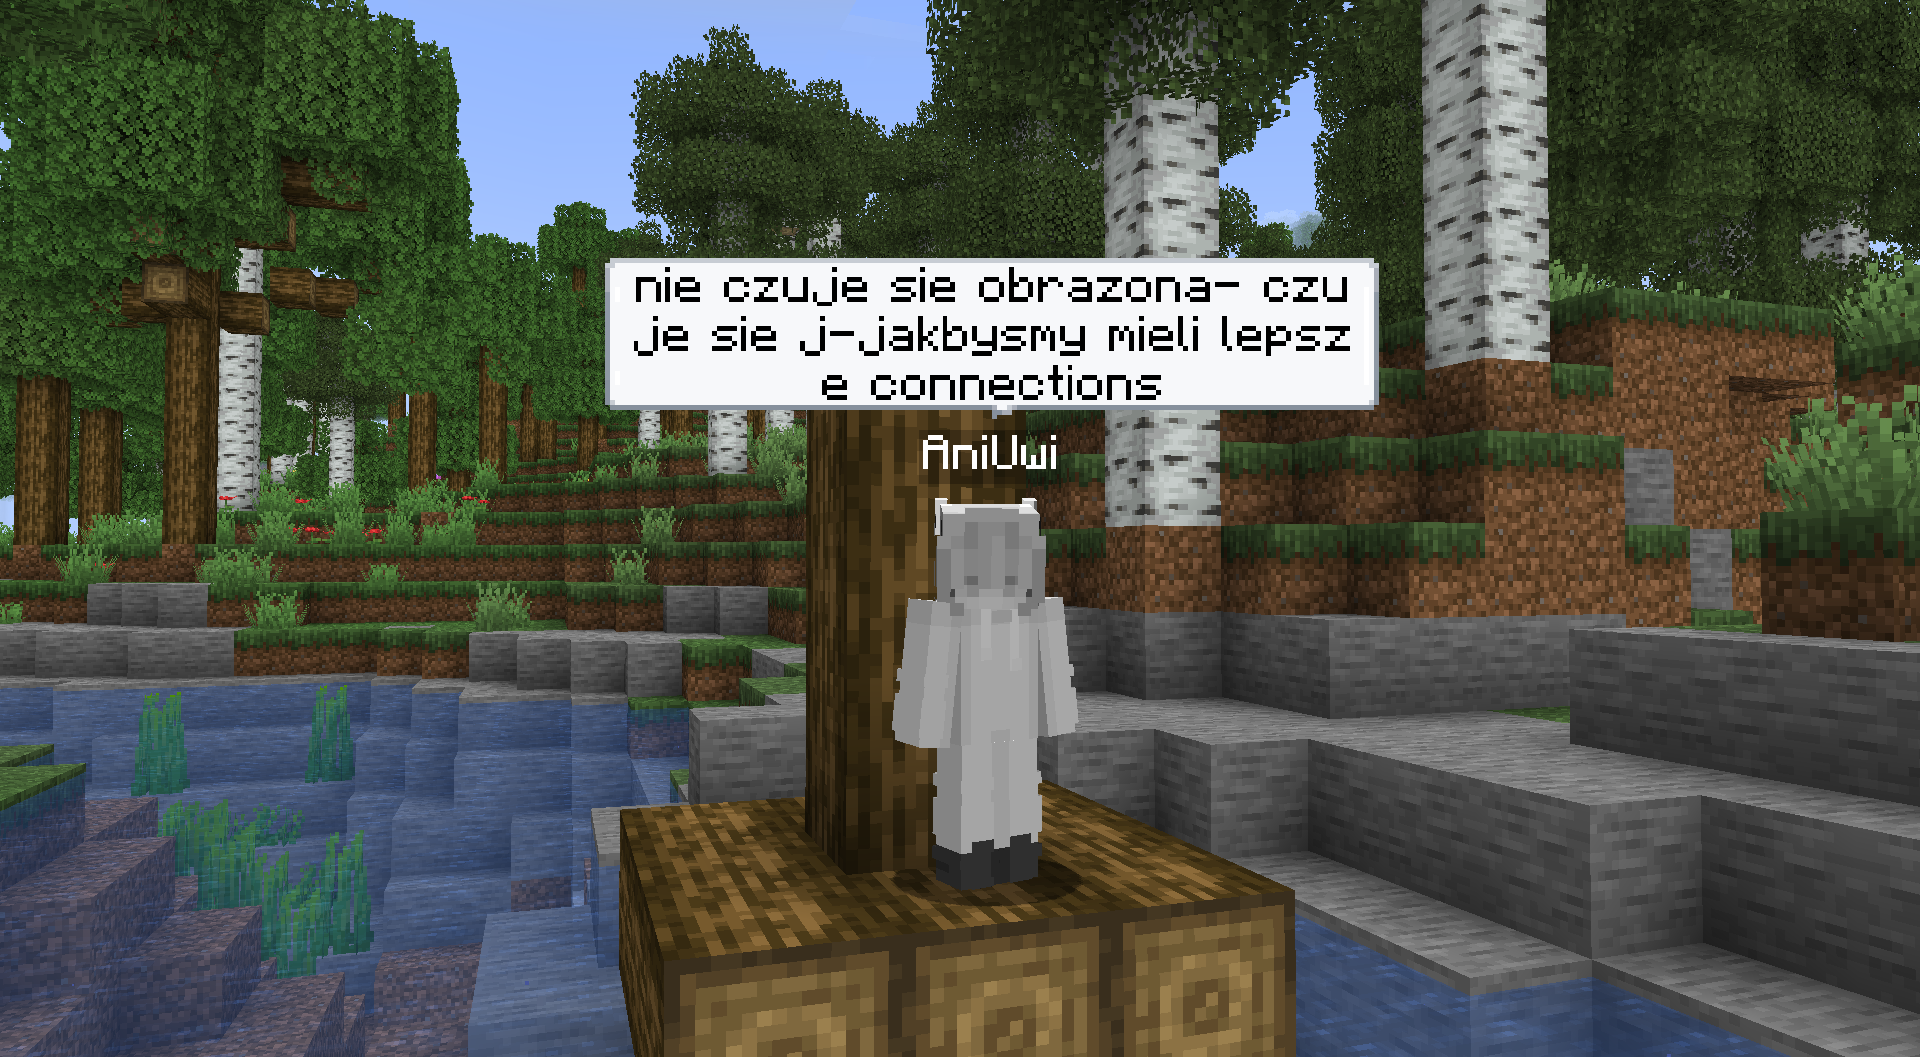 nie czuje sie obrazona- czu
je sie j-jakbysmy mieli lepsz
e connections
AniUwi